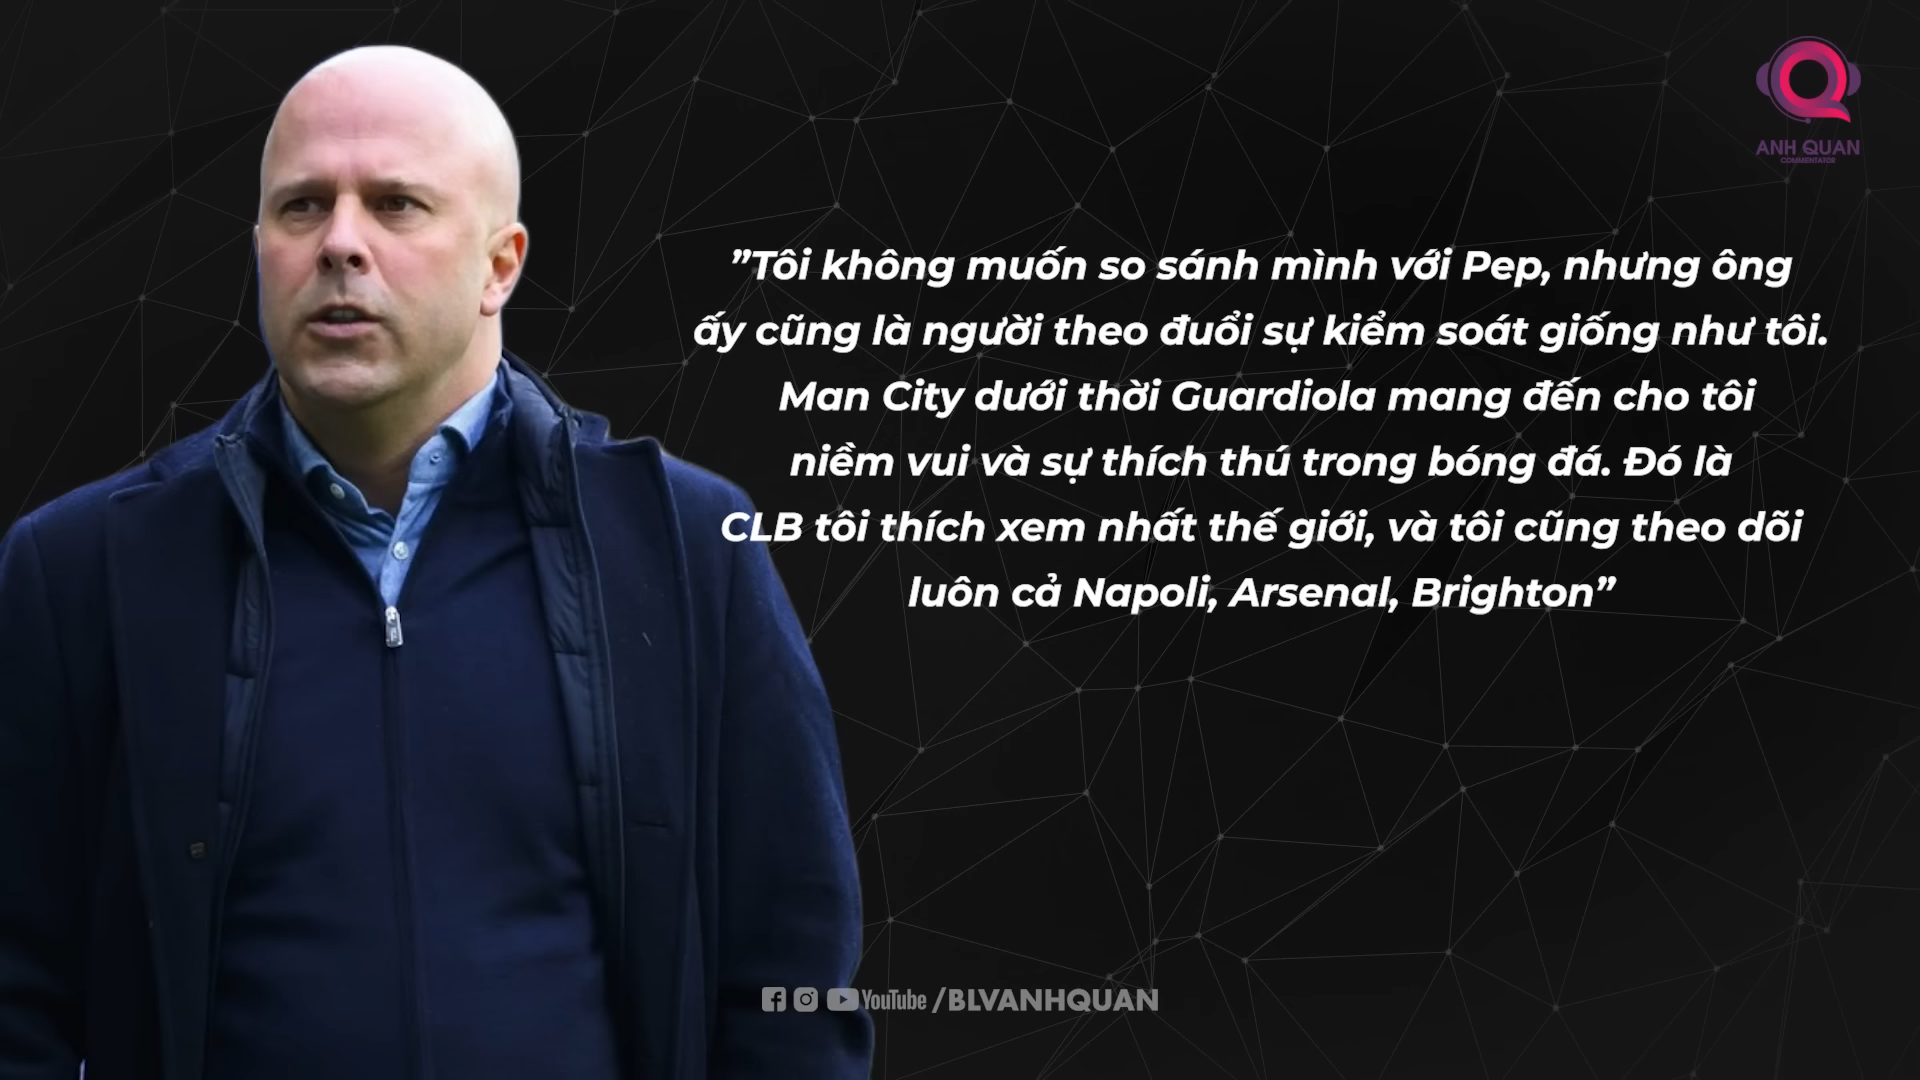 ANH QUAN
COMMENTATOR
”Tôi không muốn so sánh mình với Pep, nhưng ông
ấy cũng là người theo đuổi sự kiểm soát giống như tôi.
Man City dưới thời Guardiola mang đến cho tôi
niềm vui và sự thích thú trong bóng đá. Đó là
CLB tôi thích xem nhất thế giới, và tôi cũng theo dõi
luôn cả Napoli, Arsenal, Brighton”
YouTube /BLVANHQUAN